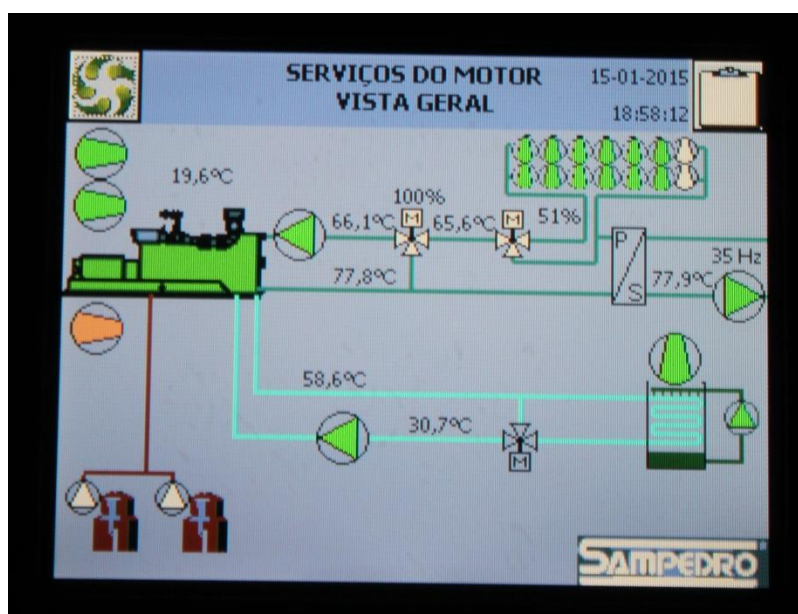 SERVIÇOS DO MOTOR
VISTA GERAL
15-01-2015
18:58:12
19,6ºC
100%
66,1ºC
65,6ºC
51%
77,8ºC
P
S
35 Hz
77,9ºC
58,6ºC
30,7ºC
M
M
M
SAMPEDRO